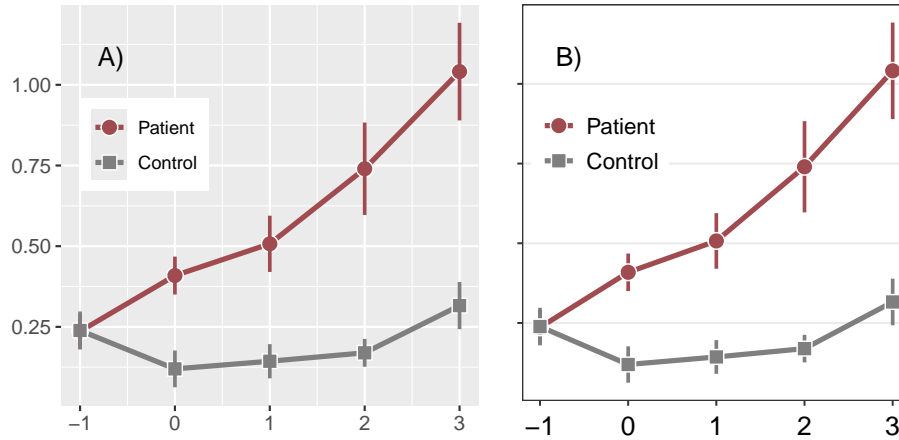 A)
1.00
Patient
Control
0.75
0.50
0.25
−1 0 1 2 3
B)
Patient
Control
−1 0 1 2 3